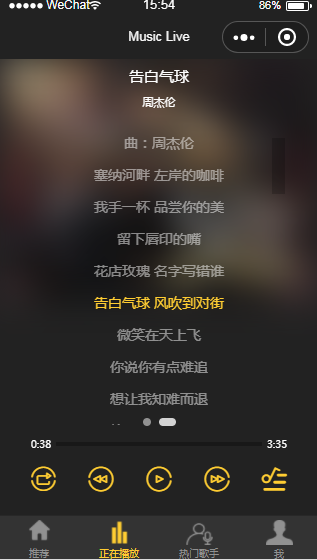 WeChat 15:54 86%
Music Live
告白气球
周杰伦
曲：周杰伦
塞纳河畔 左岸的咖啡
我手一杯 品尝你的美
留下唇印的嘴
花店玫瑰 名字写错谁
告白气球 风吹到对街
微笑在天上飞
你说你有点难追
想让我知难而退
0:38 3:35
推荐 正在播放 热门歌手 我